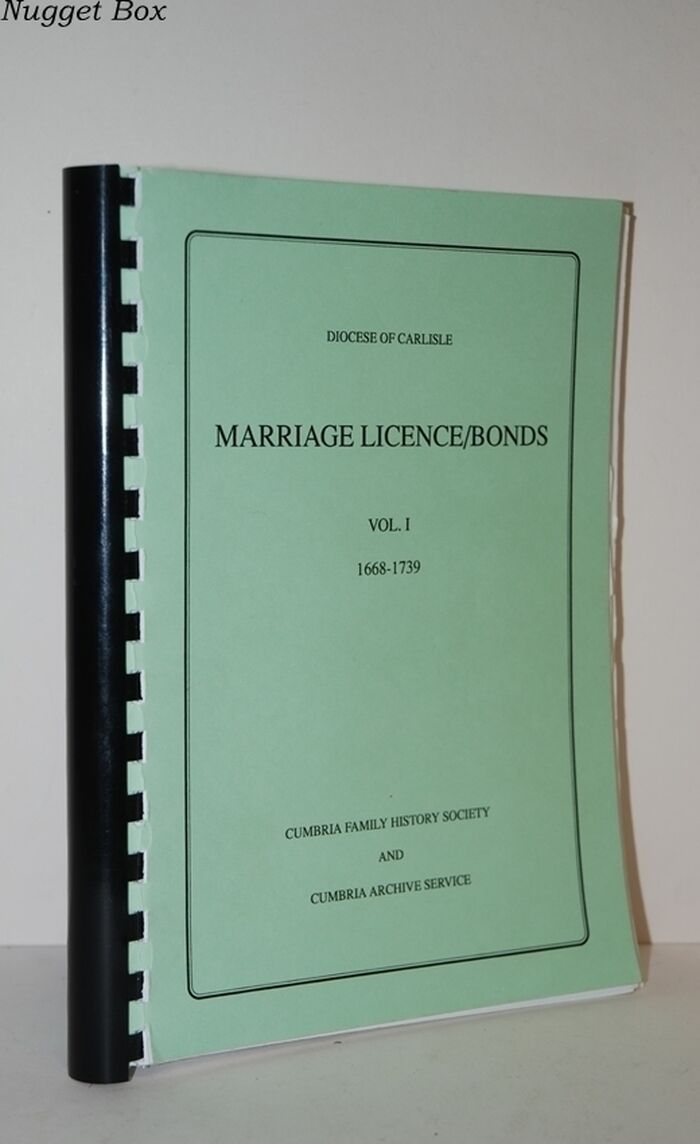 Nugget Box
DIOCESE OF CARLISLE
MARRIAGE LICENCE/BONDS
VOL. I
1668-1739
CUMBRIA FAMILY HISTORY SOCIETY
AND
CUMBRIA ARCHIVE SERVICE